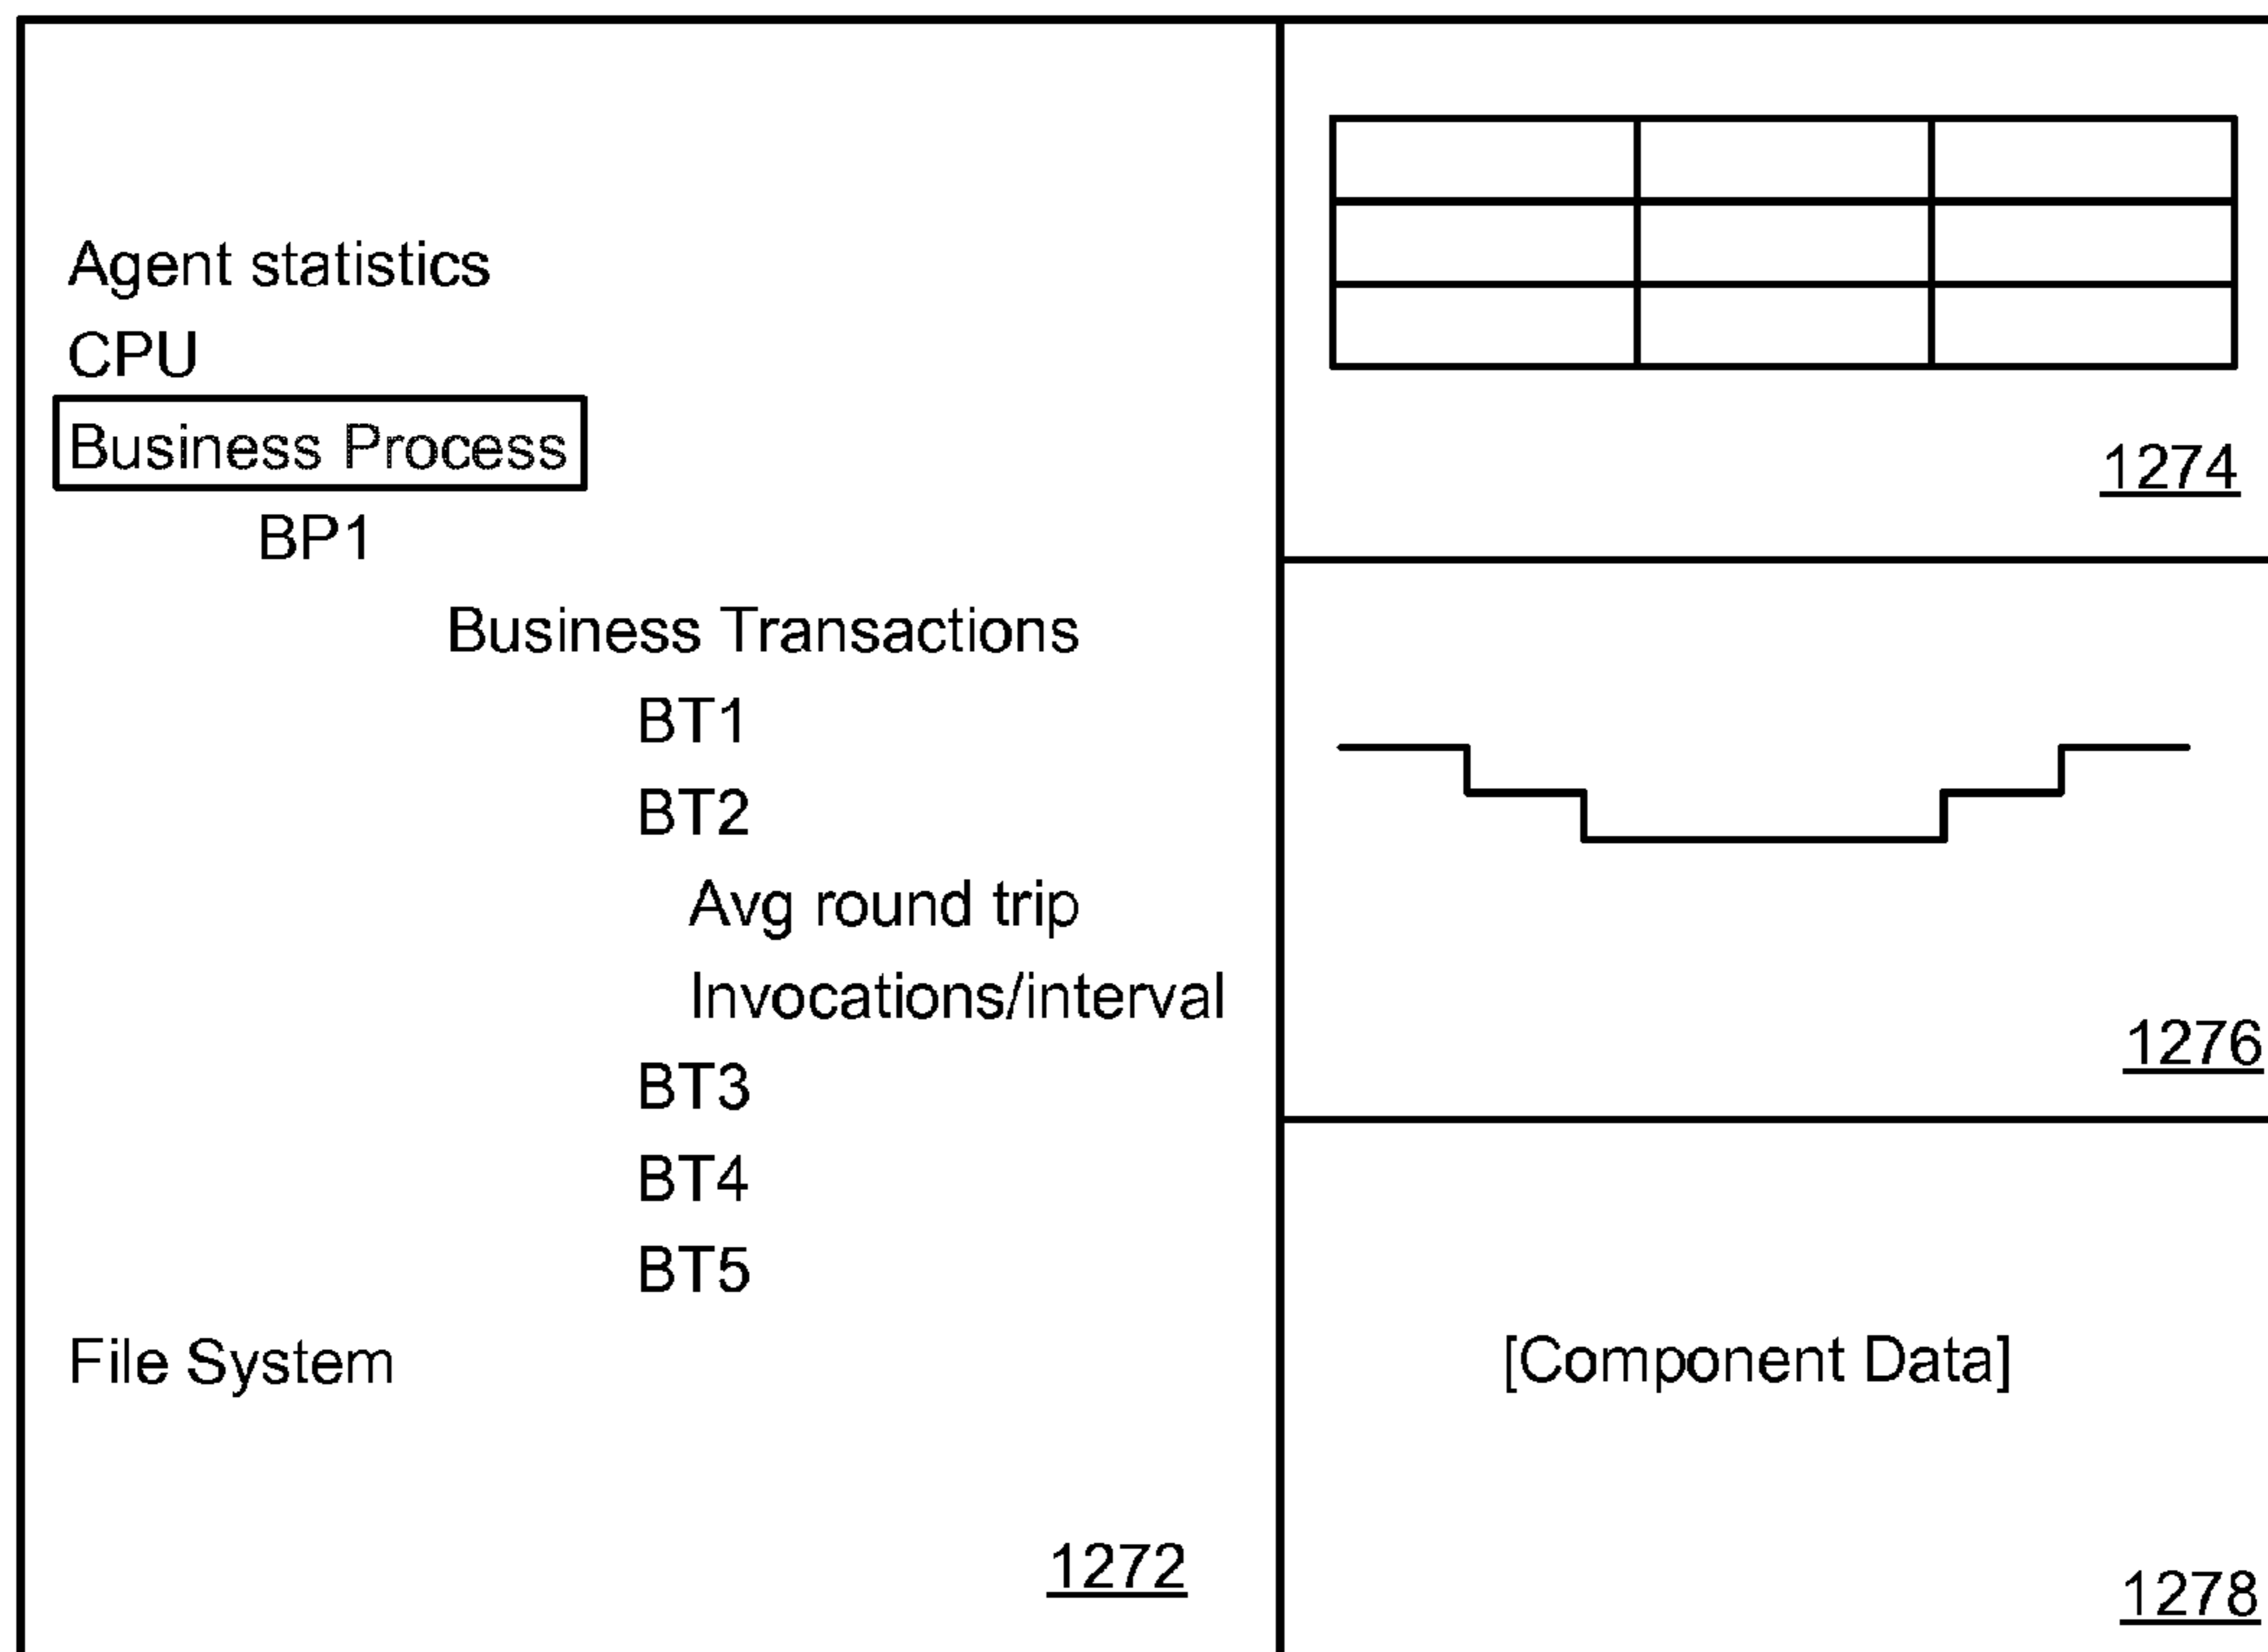 Agent statistics
CPU
Business Process
BP1
Business Transactions
BT1
BT2
Avg round trip
Invocations/interval
BT3
BT4
BT5
File System
1272
1274
1276
[Component Data]
1278